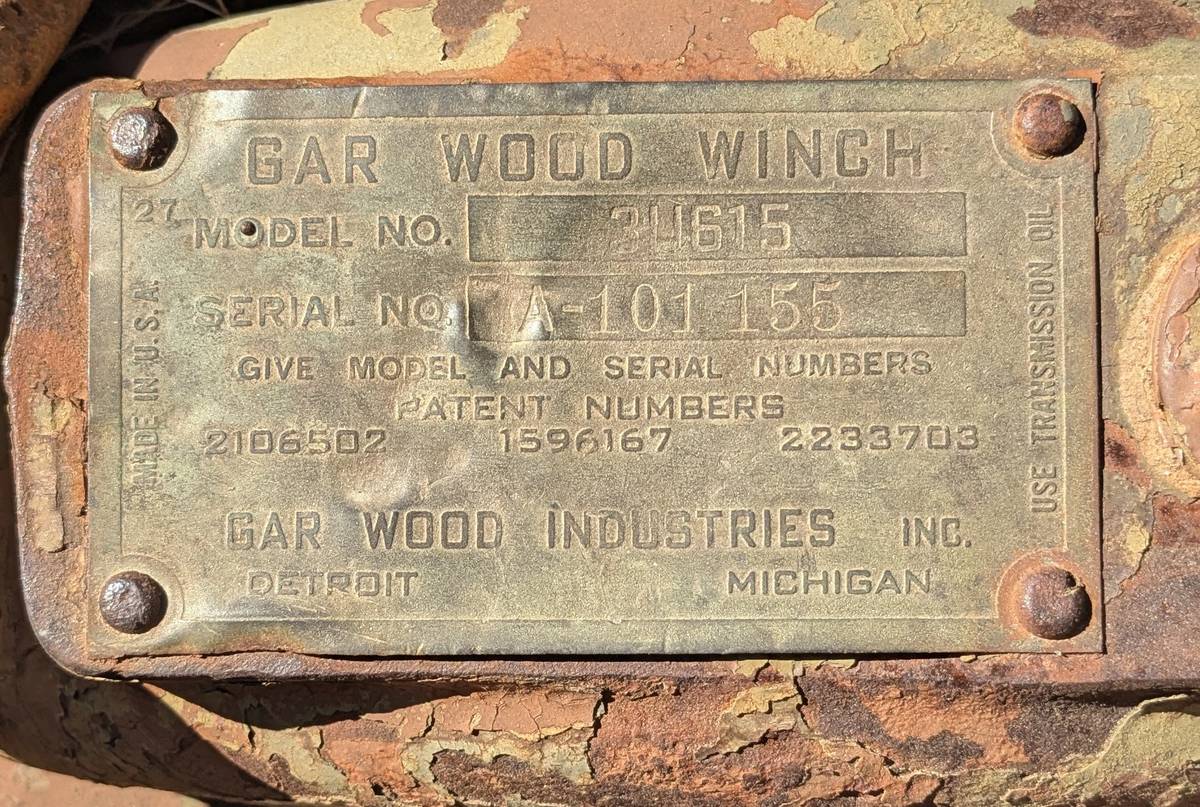 GAR WOOD WINCH
27
MODEL NO. 3U615
SERIAL NO. A-101 155
GIVE MODEL AND SERIAL NUMBERS
PATENT NUMBERS
2106502 1596167 2233703
GAR WOOD INDUSTRIES INC.
DETROIT MICHIGAN
MADE IN U.S.A.
USE TRANSMISSION OIL